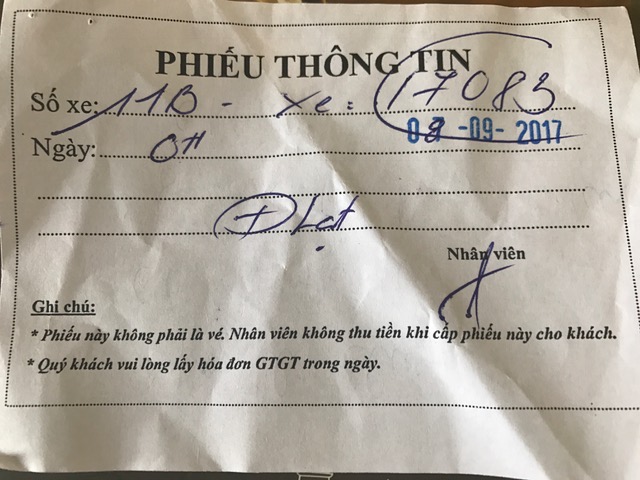 PHIẾU THÔNG TIN
Số xe: 11B - Xe: 17083
-09- 2017
Ngày:
Đ Lạt
Nhân viên
Ghi chú:
* Phiếu này không phải là vé. Nhân viên không thu tiền khi cấp phiếu này cho khách.
* Quý khách vui lòng lấy hóa đơn GTGT trong ngày.